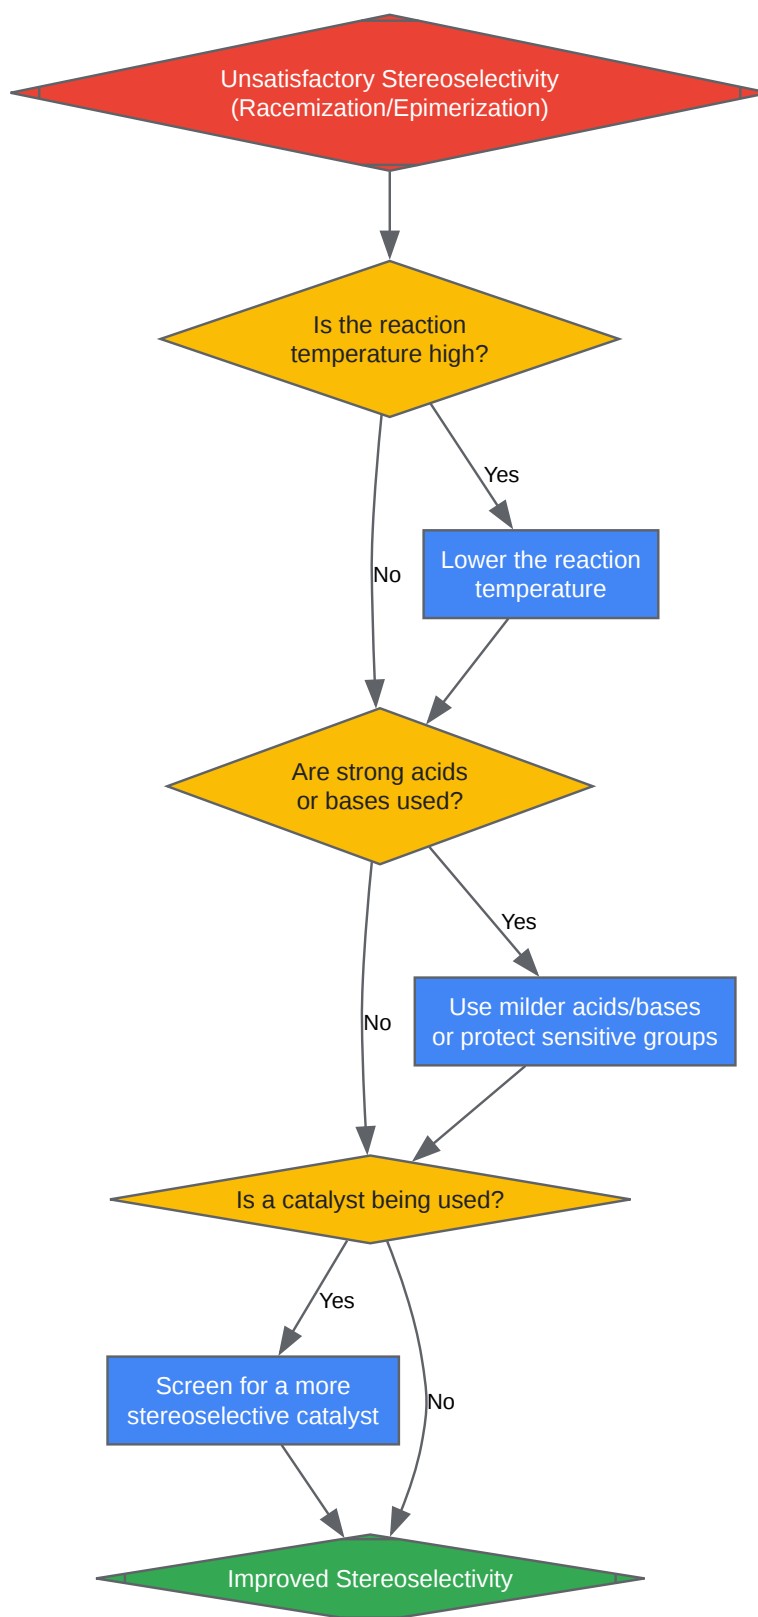 Unsatisfactory Stereoselectivity
(Racemization/Epimerization)
Is the reaction
temperature high?
Yes
Lower the reaction
temperature
No
Are strong acids
or bases used?
Yes
Use milder acids/bases
or protect sensitive groups
No
Is a catalyst being used?
Yes
Screen for a more
stereoselective catalyst
No
Improved Stereoselectivity